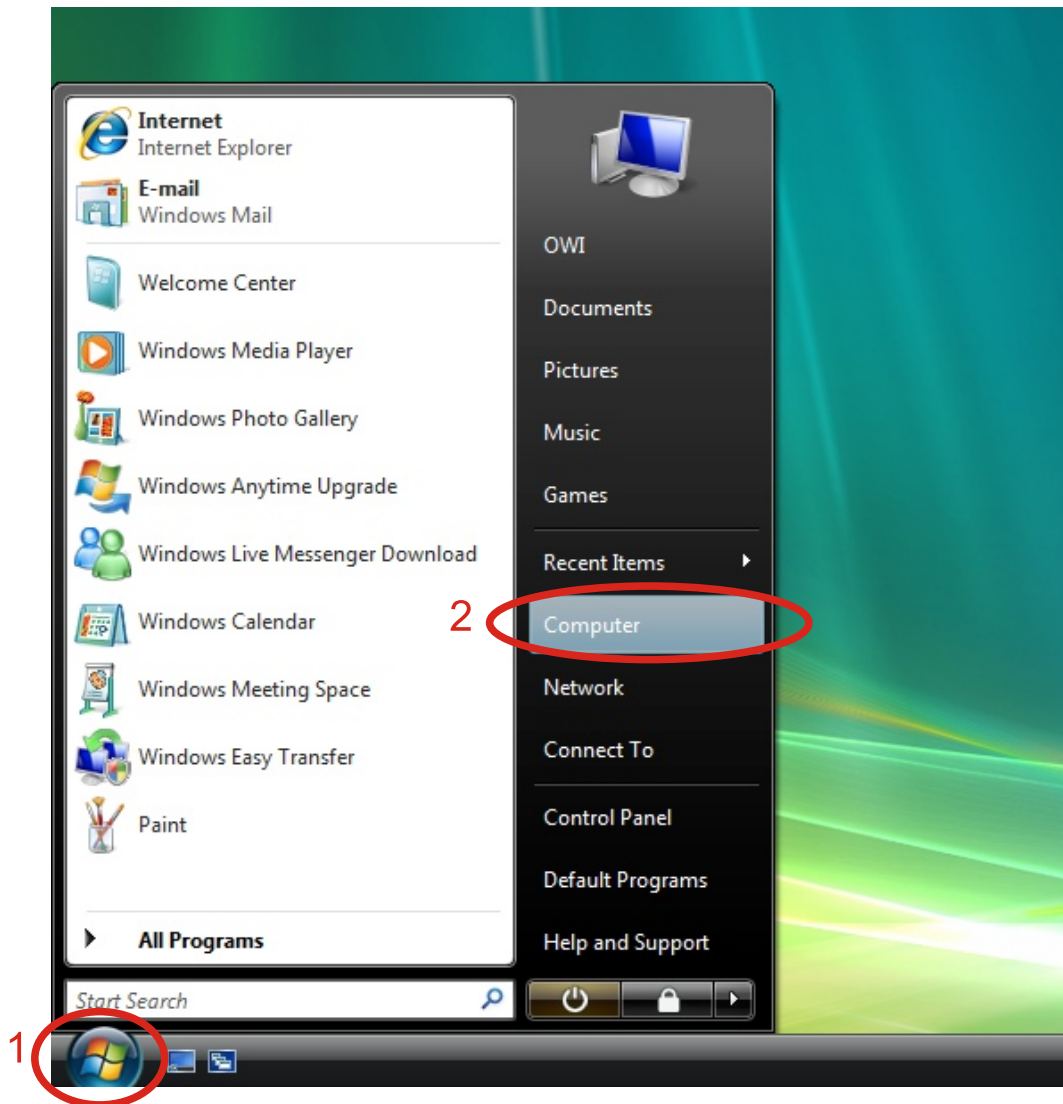 Internet
Internet Explorer
E-mail
Windows Mail
Welcome Center
Windows Media Player
Windows Photo Gallery
Windows Anytime Upgrade
Windows Live Messenger Download
Windows Calendar
Windows Meeting Space
Windows Easy Transfer
Paint
All Programs
Start Search
OWI
Documents
Pictures
Music
Games
Recent Items
2
Computer
Network
Connect To
Control Panel
Default Programs
Help and Support
1